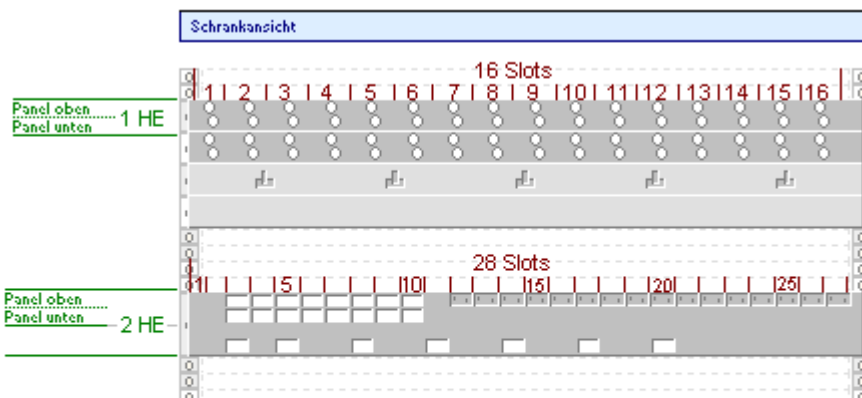 Schrankansicht
16 Slots
1 2 3 4 5 6 7 8 9 10 11 12 13 14 15 16
Panel oben
Panel unten
1 HE
28 Slots
1 5 10 15 20 25
Panel oben
Panel unten
2 HE